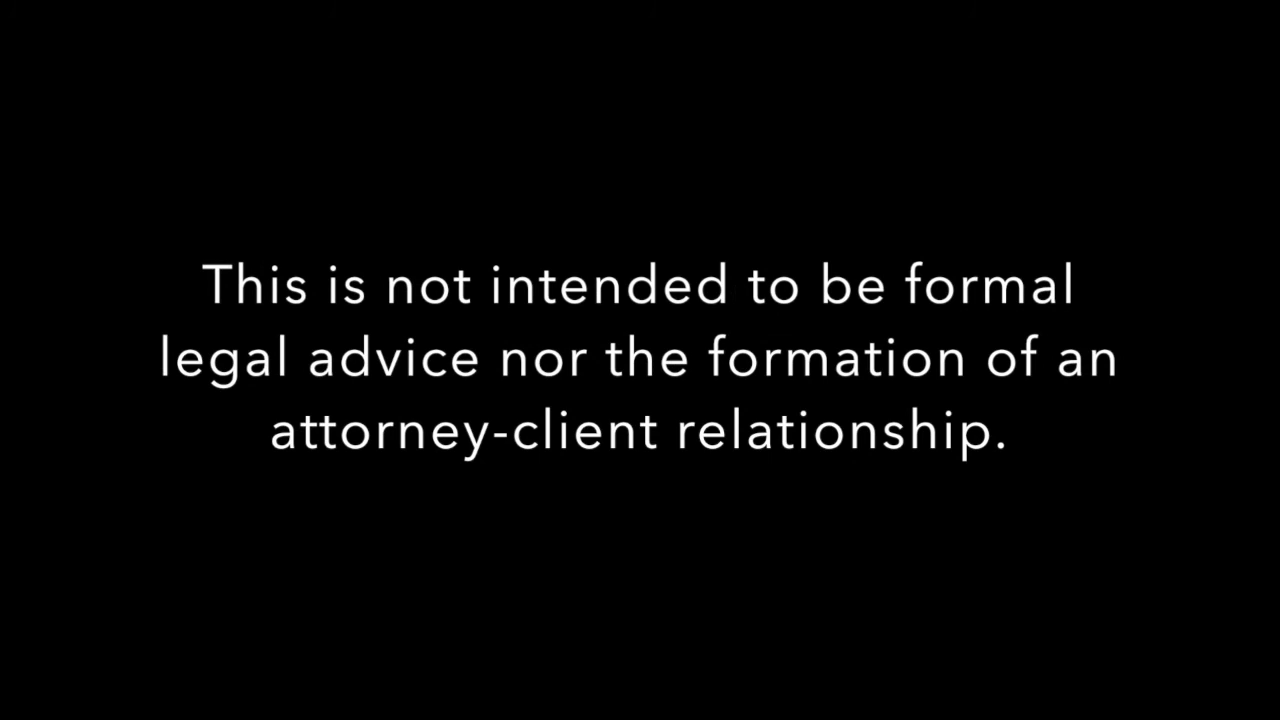 This is not intended to be formal
legal advice nor the formation of an
attorney-client relationship.